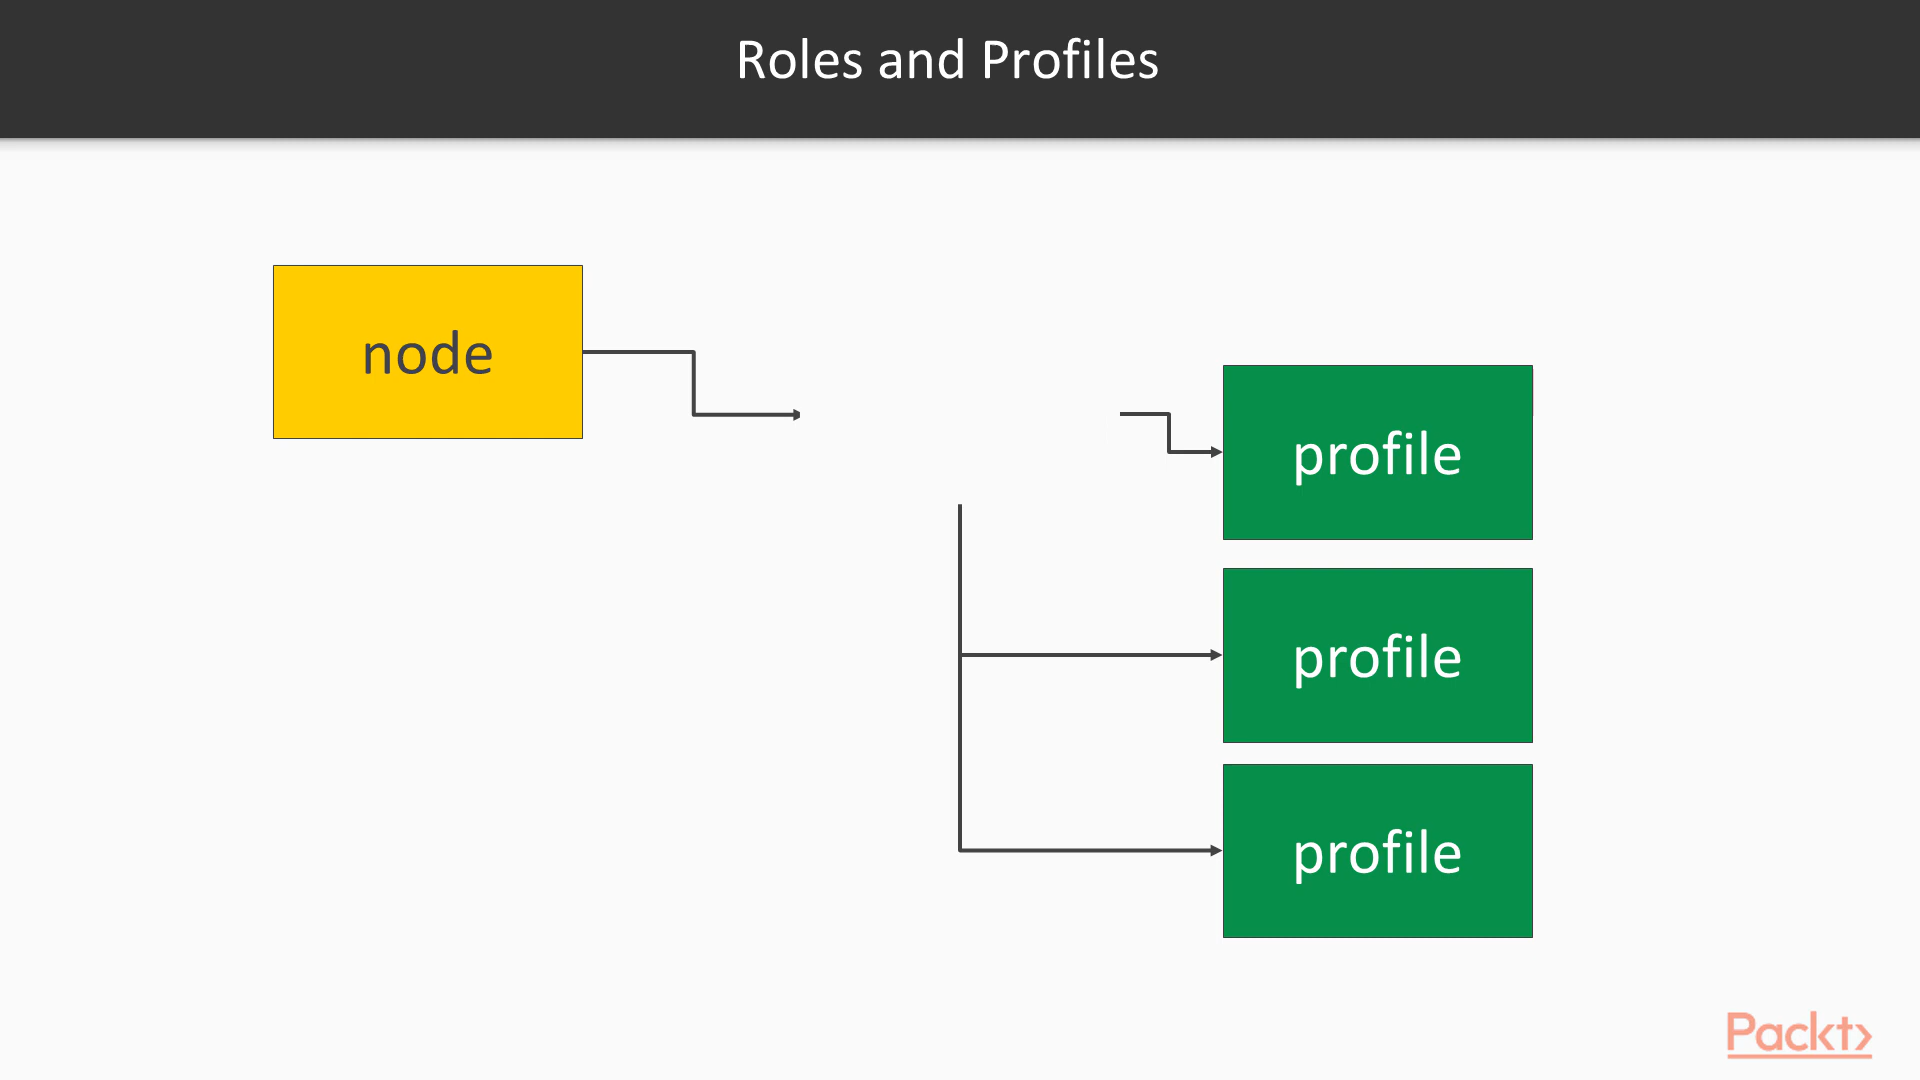 Roles and Profiles
node
profile
profile
profile
Packt